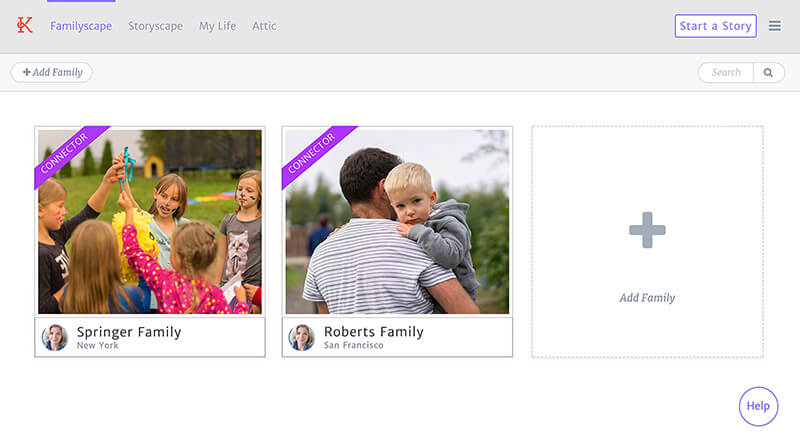 K
Familyscape Storyscape My Life Attic Start a Story
Add Family Search
CONNECTOR CONNECTOR
Springer Family
New York
Roberts Family
San Francisco
Add Family
Help